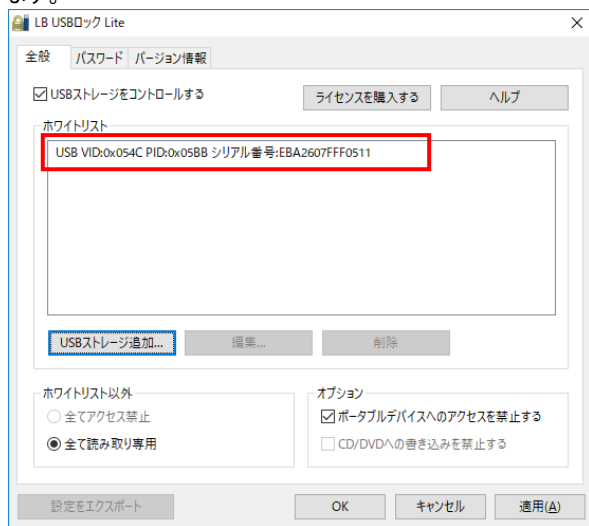 ます。
LB USBロック Lite
全般 パスワード バージョン情報
USBストレージをコントロールする ライセンスを購入する ヘルプ
ホワイトリスト
USB VID:0x054C PID:0x05BB シリアル番号:EBA2607FFF0511
USBストレージ追加... 編集... 削除
ホワイトリスト以外 オプション
全てアクセス禁止 ポータブルデバイスへのアクセスを禁止する
全て読み取り専用 CD/DVDへの書き込みを禁止する
設定をエクスポート OK キャンセル 適用(A)